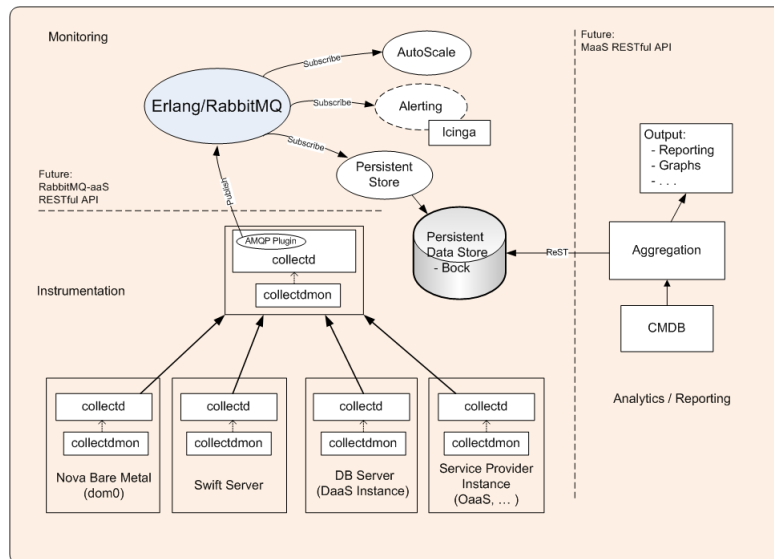 Monitoring
Future:
MaaS RESTful API
AutoScale
Subscribe
Erlang/RabbitMQ
Subscribe
Alerting
Icinga
Subscribe
Output:
- Reporting
- Graphs
- . . .
Persistent
Store
Future:
RabbitMQ-aaS
RESTful API
Publish
AMQP Plugin
collectd
collectdmon
Persistent
Data Store
- Bock
ReST
Aggregation
Instrumentation
CMDB
Analytics / Reporting
collectd
collectdmon
Nova Bare Metal
(dom0)
collectd
collectdmon
Swift Server
collectd
collectdmon
DB Server
(DaaS Instance)
collectd
collectdmon
Service Provider
Instance
(OaaS, … )